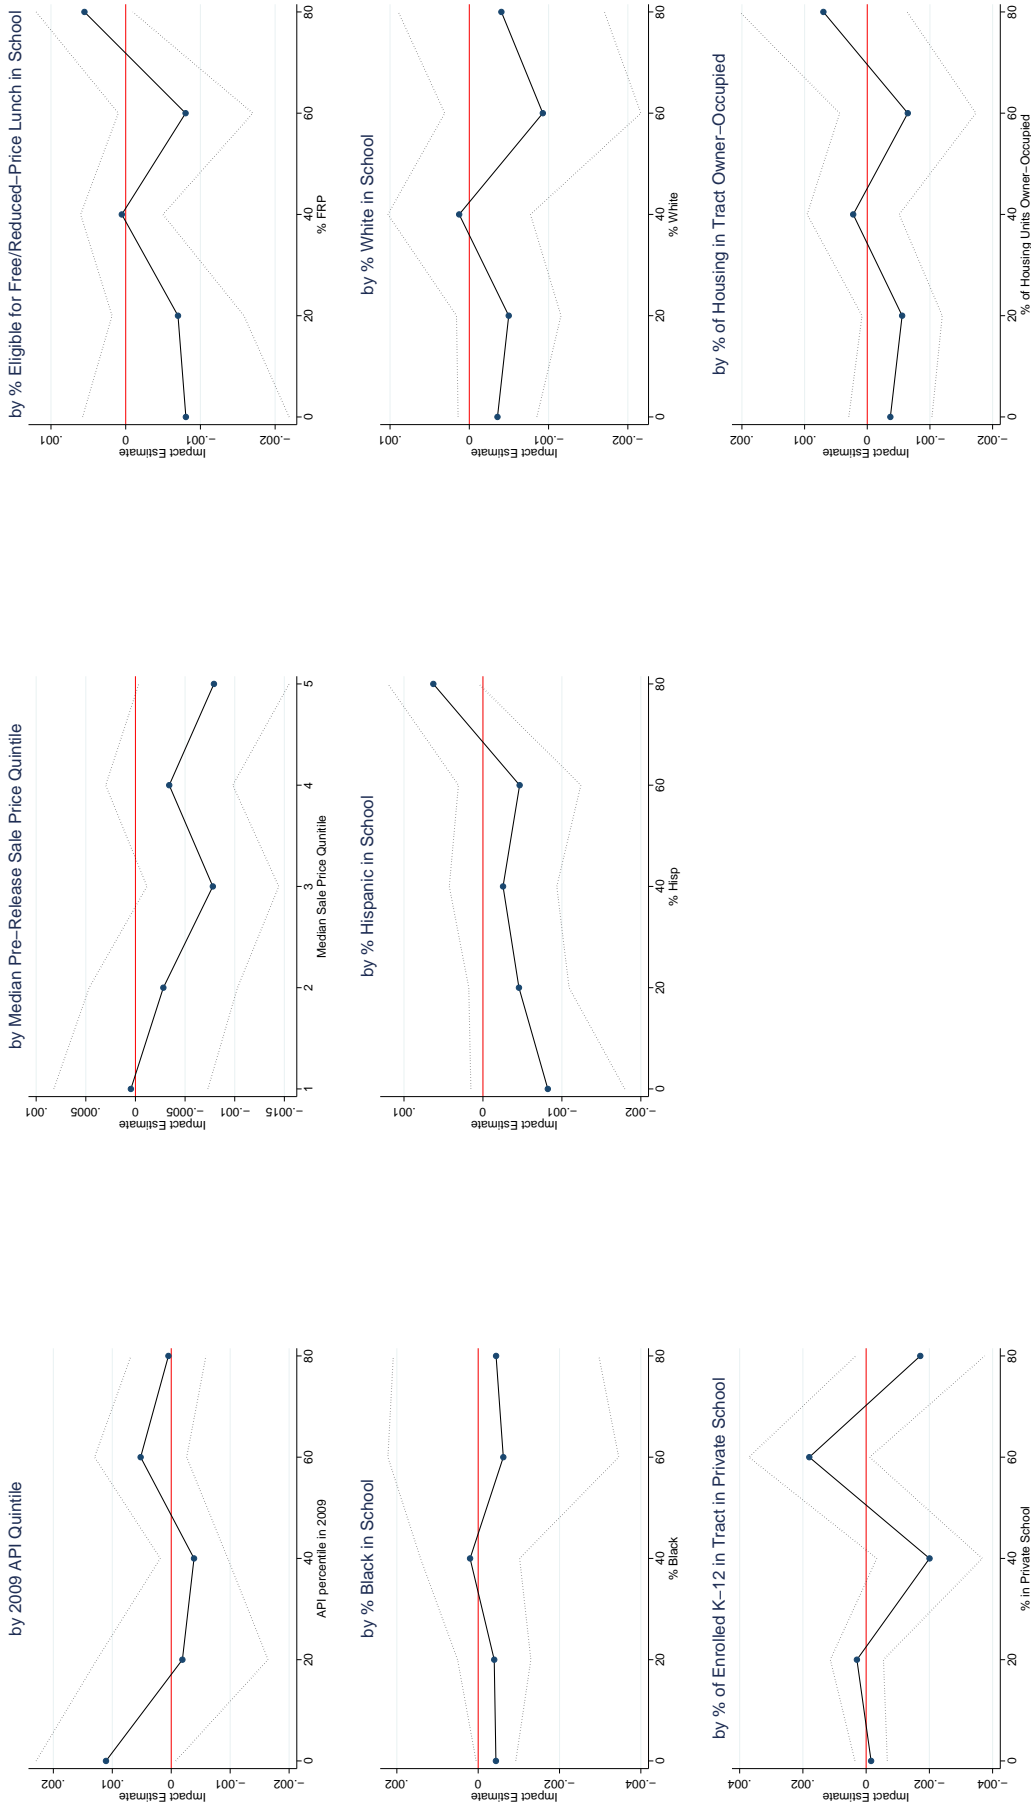 by 2009 API Quintile
Impact Estimate
.002
.001
0
−.001
−.002
0 20 40 60 80
API percentile in 2009
by Median Pre−Release Sale Price Quintile
Impact Estimate
.001
.0005
0
−.0005
−.001
−.0015
1 2 3 4 5
Median Sale Price Qunitile
by % Eligible for Free/Reduced−Price Lunch in School
Impact Estimate
.001
0
−.001
−.002
0 20 40 60 80
% FRP
by % Black in School
Impact Estimate
.002
0
−.002
−.004
0 20 40 60 80
% Black
by % Hispanic in School
Impact Estimate
.001
0
−.001
−.002
0 20 40 60 80
% Hisp
by % White in School
Impact Estimate
.001
0
−.001
−.002
0 20 40 60 80
% White
by % of Enrolled K−12 in Tract in Private School
Impact Estimate
.004
.002
0
−.002
−.004
0 20 40 60 80
% in Private School
by % of Housing in Tract Owner−Occupied
Impact Estimate
.002
.001
0
−.001
−.002
0 20 40 60 80
% of Housing Units Owner−Occupied